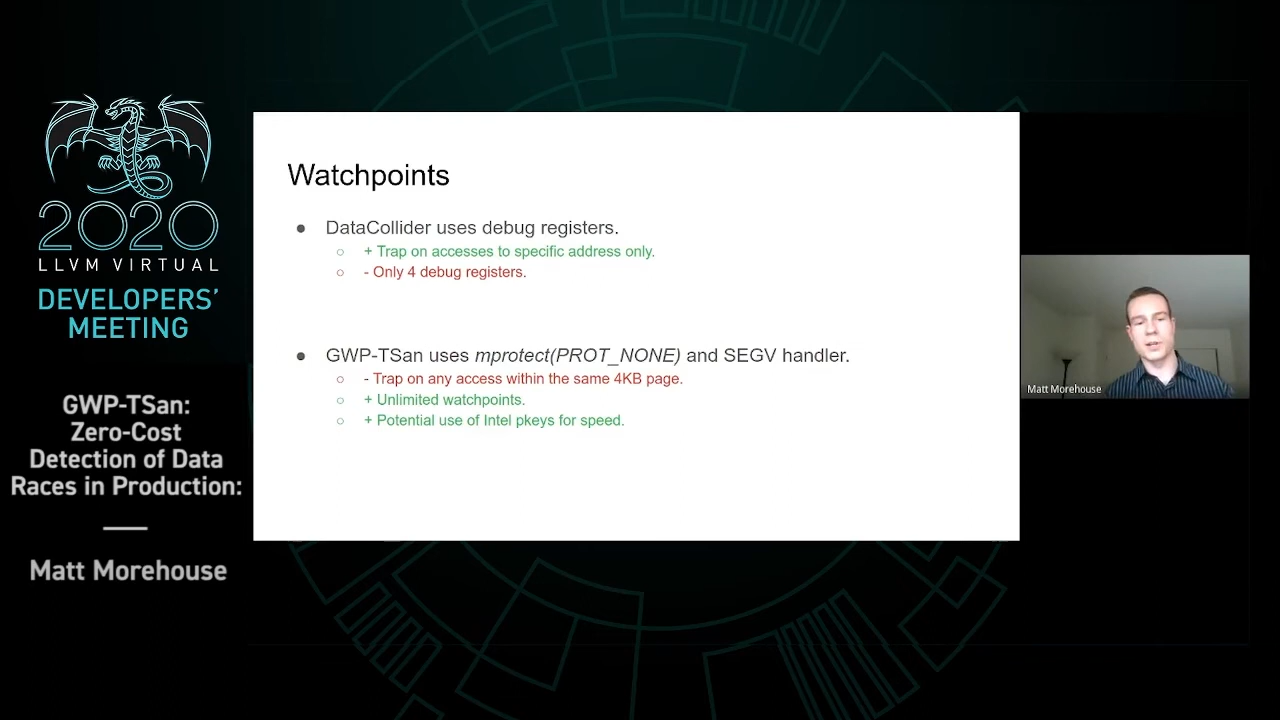 2020
LLVM VIRTUAL
DEVELOPERS'
MEETING
GWP-TSan:
Zero-Cost
Detection of Data
Races in Production:
Matt Morehouse
Watchpoints
● DataCollider uses debug registers.
○ + Trap on accesses to specific address only.
○ - Only 4 debug registers.
● GWP-TSan uses mprotect(PROT_NONE) and SEGV handler.
○ - Trap on any access within the same 4KB page.
○ + Unlimited watchpoints.
○ + Potential use of Intel pkeys for speed.
Matt Morehouse